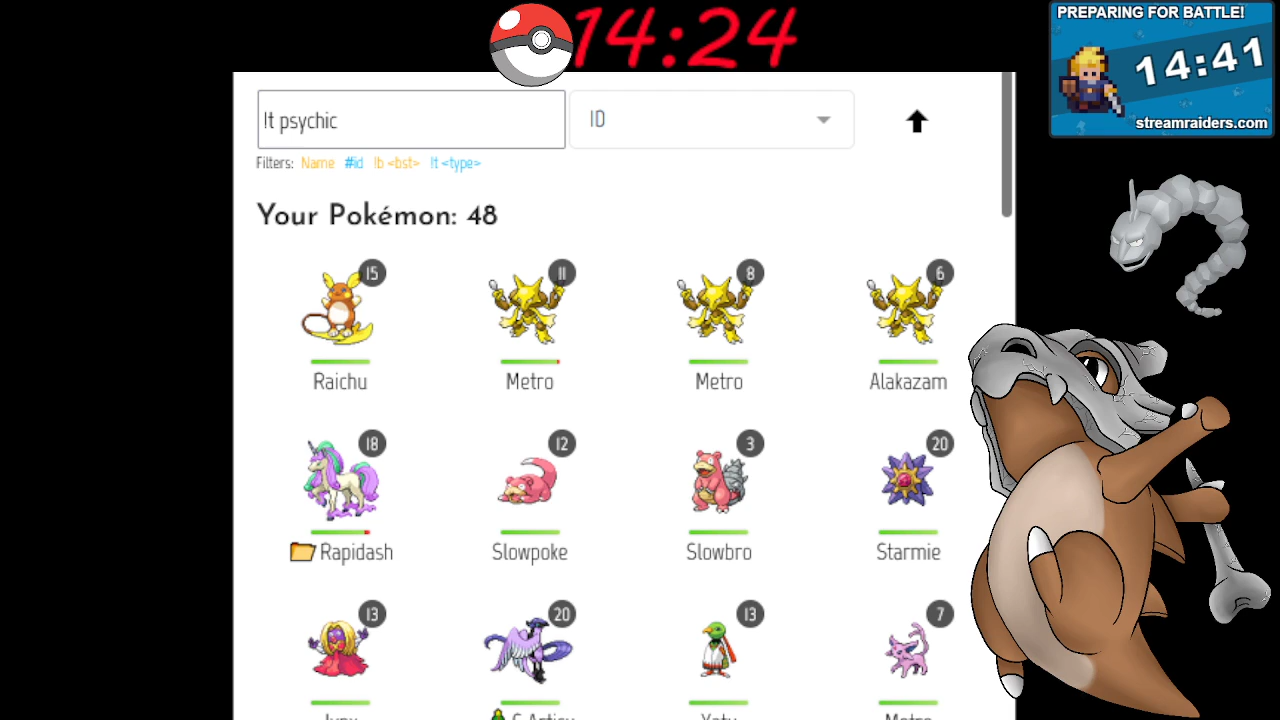 14:24
PREPARING FOR BATTLE!
14:41
streamraiders.com
!t psychic
ID
Filters: Name #id !b <bst> !t <type>
Your Pokémon: 48
15 11 8 6
Raichu Metro Metro Alakazam
18 12 3 20
Rapidash Slowpoke Slowbro Starmie
13 20 13 7